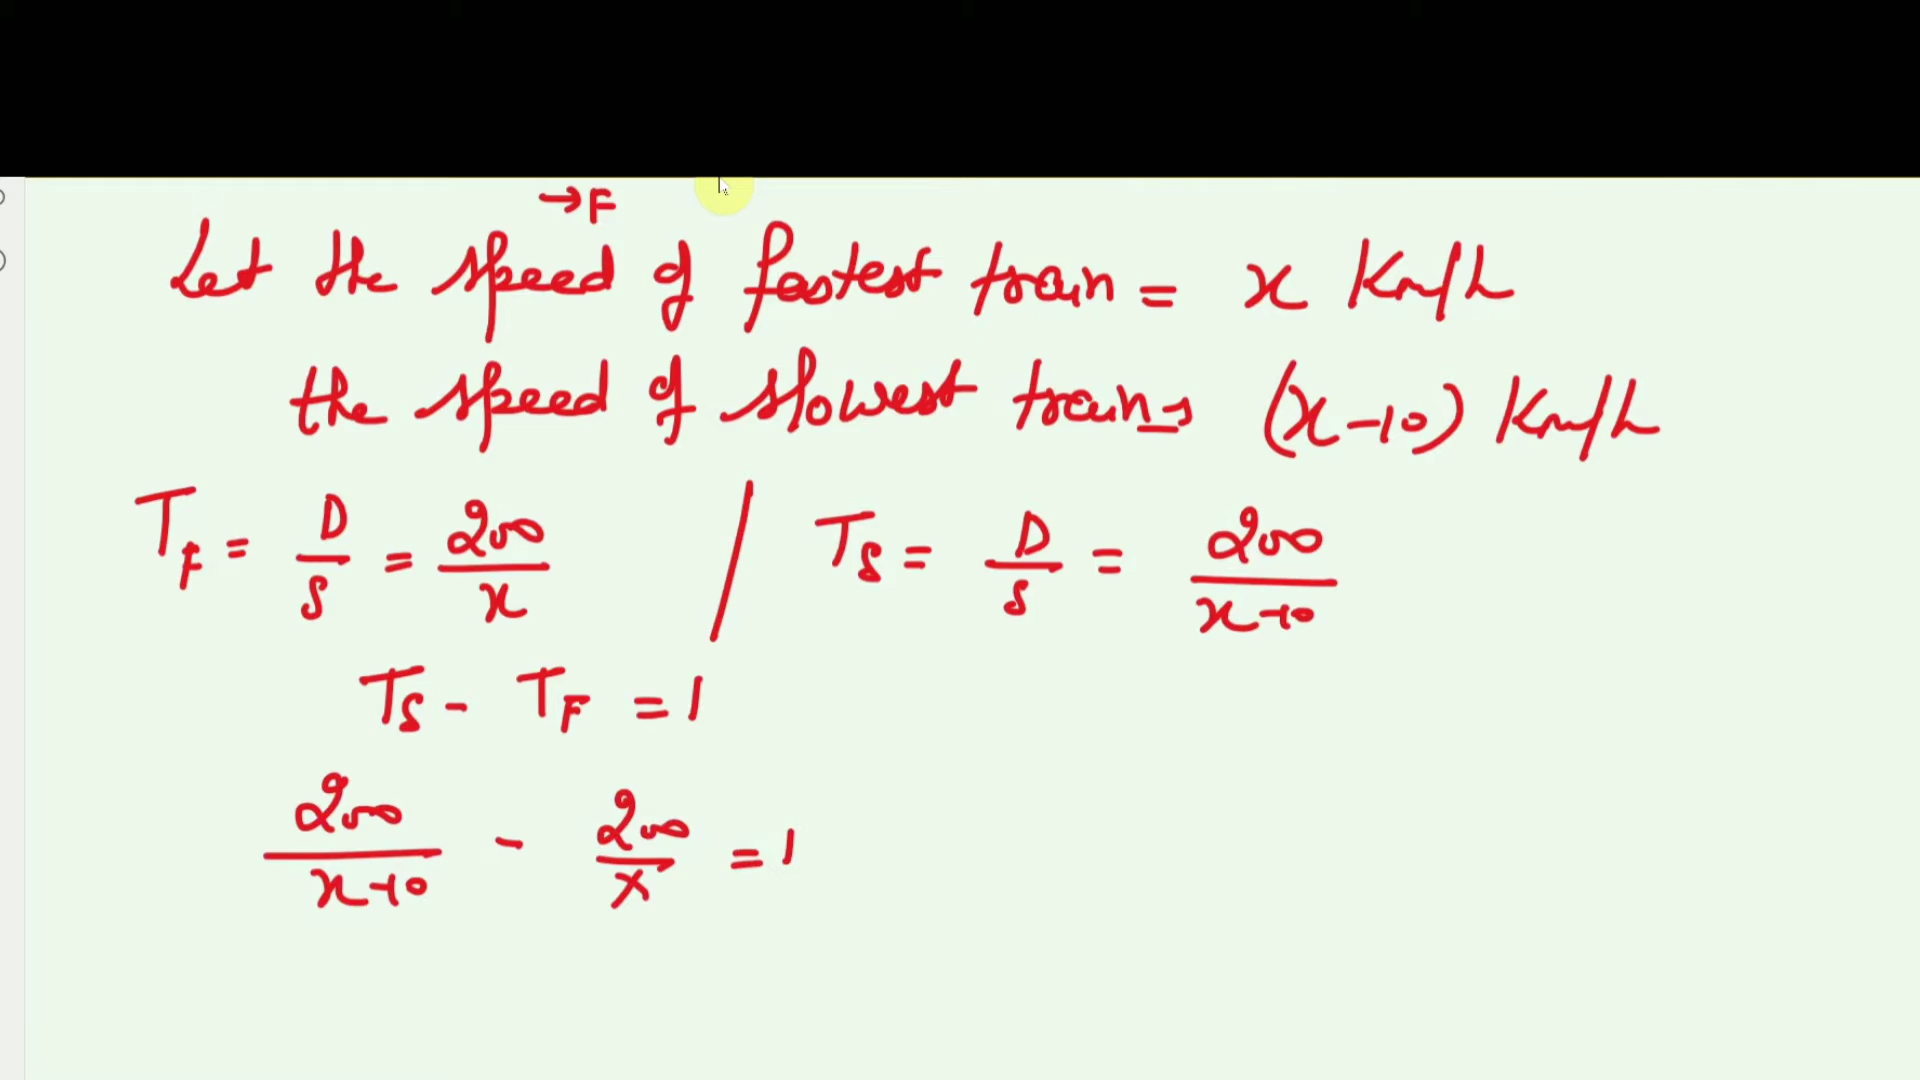 →F
Let the speed of fastest train = x Km/h
the speed of slowest train = (x-10) Km/h
T_F = D/S = 200/x / T_S = D/S = 200/x-10
T_S - T_F = 1
200/x-10 - 200/x = 1